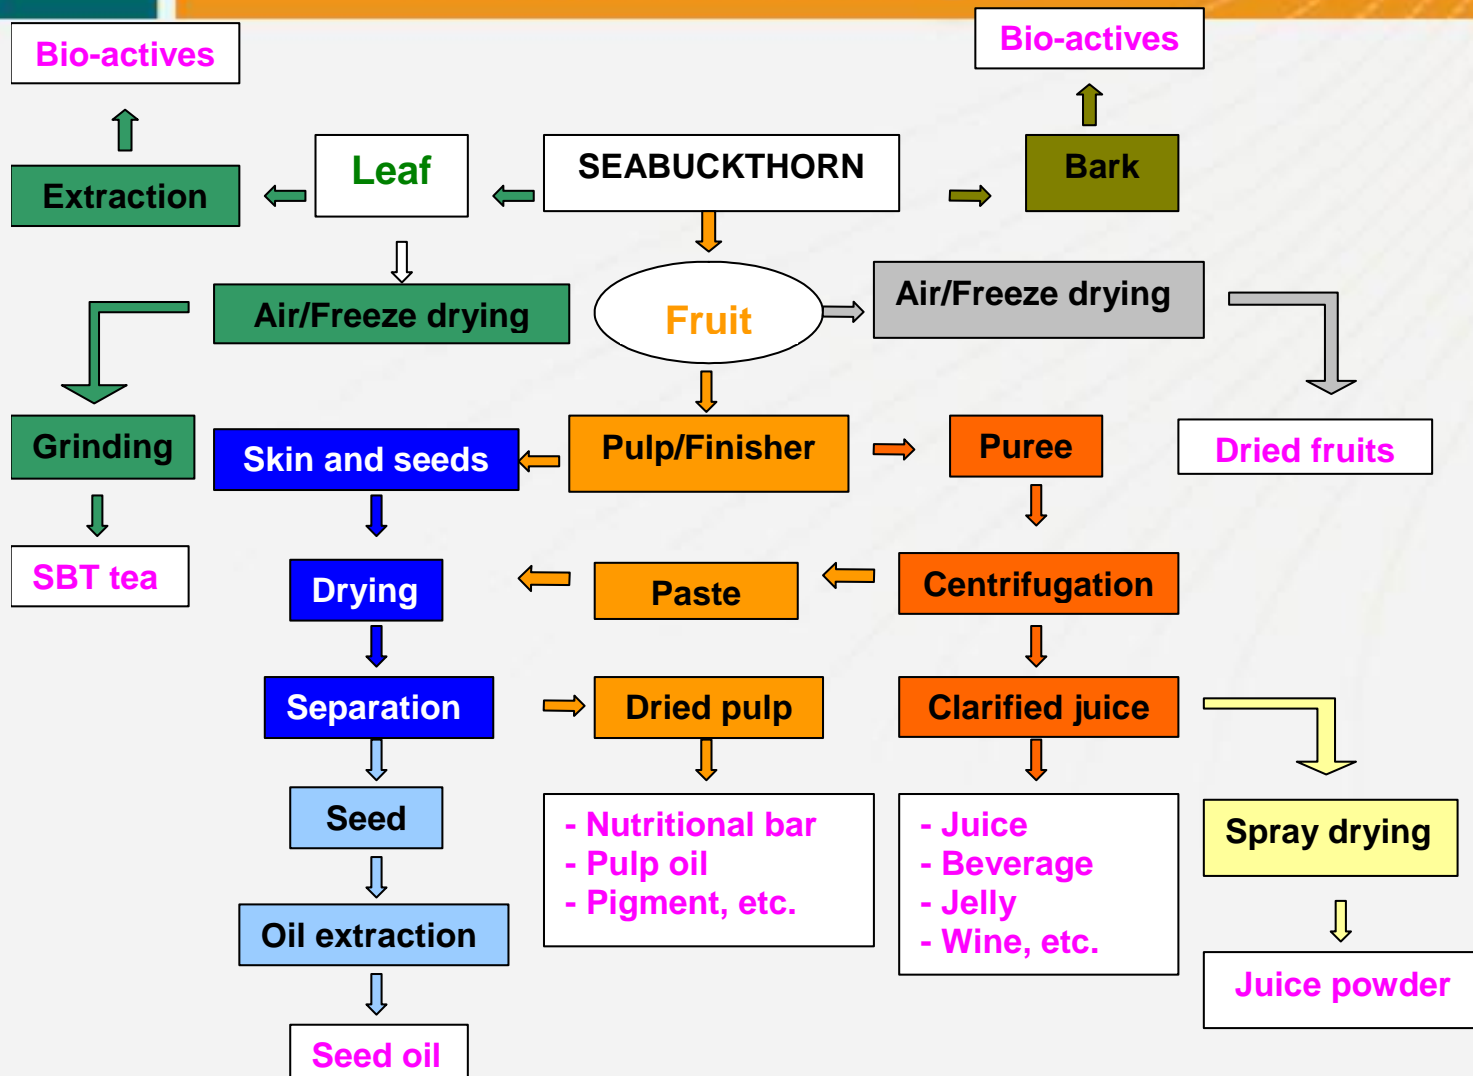 Bio-actives
Bio-actives
Extraction
Leaf
SEABUCKTHORN
Bark
Air/Freeze drying
Fruit
Air/Freeze drying
Grinding
Skin and seeds
Pulp/Finisher
Puree
Dried fruits
SBT tea
Drying
Paste
Centrifugation
Separation
Dried pulp
Clarified juice
Seed
- Nutritional bar
- Pulp oil
- Pigment, etc.
- Juice
- Beverage
- Jelly
- Wine, etc.
Spray drying
Oil extraction
Juice powder
Seed oil